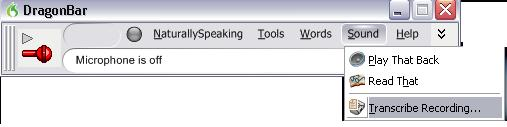 DragonBar
NaturallySpeaking Tools Words Sound Help
Microphone is off
Play That Back
Read That
Transcribe Recording...